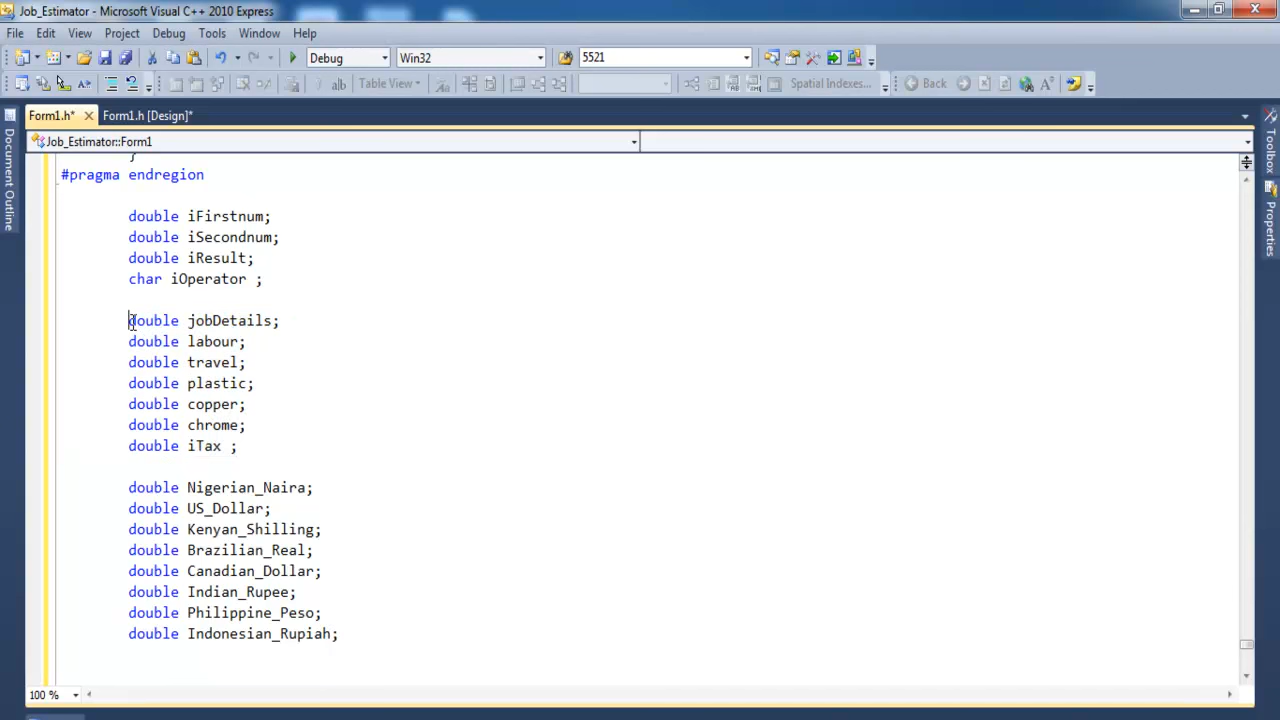 Job_Estimator - Microsoft Visual C++ 2010 Express
File Edit View Project Debug Tools Window Help
Debug Win32 5521
Table View Spatial Indexes... Back
Form1.h* Form1.h [Design]*
Job_Estimator::Form1
Document Outline
Toolbox
Properties
}
#pragma endregion
double iFirstnum;
double iSecondnum;
double iResult;
char iOperator ;
double jobDetails;
double labour;
double travel;
double plastic;
double copper;
double chrome;
double iTax ;
double Nigerian_Naira;
double US_Dollar;
double Kenyan_Shilling;
double Brazilian_Real;
double Canadian_Dollar;
double Indian_Rupee;
double Philippine_Peso;
double Indonesian_Rupiah;
100 %